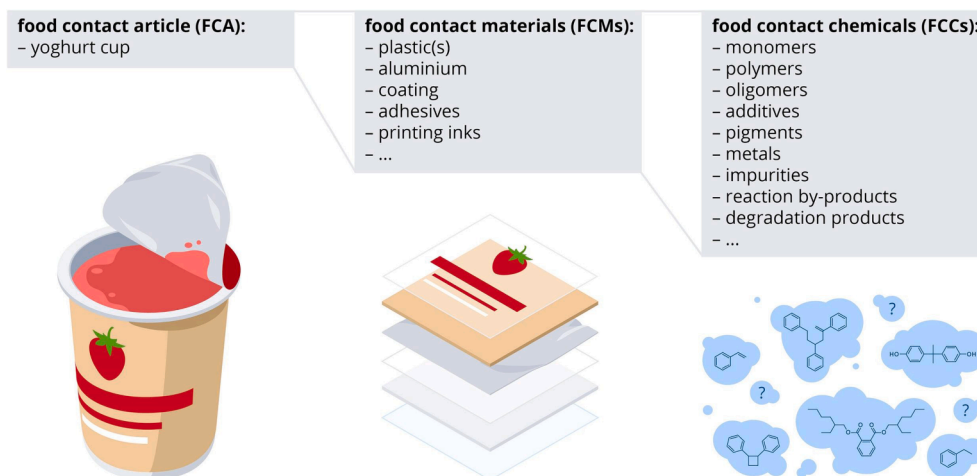 food contact article (FCA):
– yoghurt cup
food contact materials (FCMs):
– plastic(s)
– aluminium
– coating
– adhesives
– printing inks
– ...
food contact chemicals (FCCs):
– monomers
– polymers
– oligomers
– additives
– pigments
– metals
– impurities
– reaction by-products
– degradation products
– ...
?
HO
OH
?
?
O
O
O
O